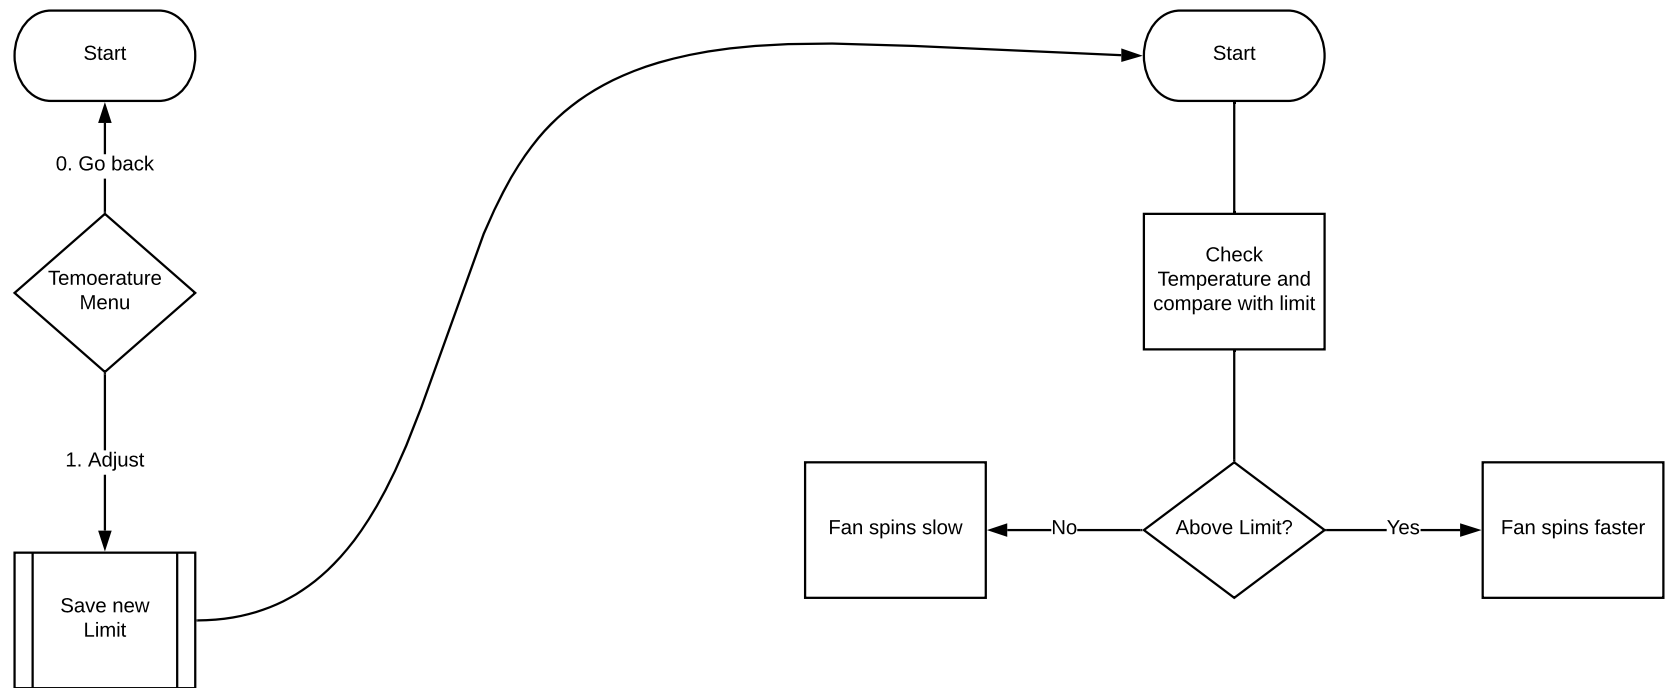 Start
0. Go back
Temoerature
Menu
1. Adjust
Save new
Limit
Start
Check
Temperature and
compare with limit
Above Limit?
No
Fan spins slow
Yes
Fan spins faster